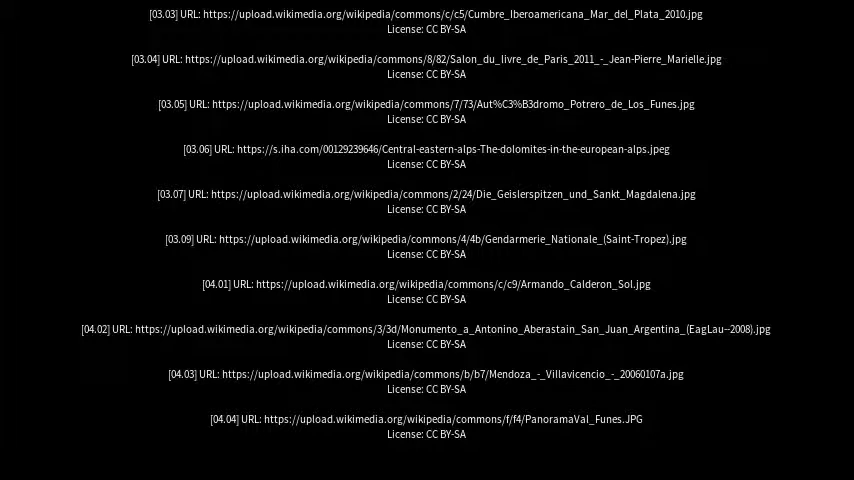 [03.03] URL: https://upload.wikimedia.org/wikipedia/commons/c/c5/Cumbre_Iberoamericana_Mar_del_Plata_2010.jpg
License: CC BY-SA
[03.04] URL: https://upload.wikimedia.org/wikipedia/commons/8/82/Salon_du_livre_de_Paris_2011_-_Jean-Pierre_Marielle.jpg
License: CC BY-SA
[03.05] URL: https://upload.wikimedia.org/wikipedia/commons/7/73/Aut%C3%B3dromo_Potrero_de_Los_Funes.jpg
License: CC BY-SA
[03.06] URL: https://s.iha.com/00129239646/Central-eastern-alps-The-dolomites-in-the-european-alps.jpeg
License: CC BY-SA
[03.07] URL: https://upload.wikimedia.org/wikipedia/commons/2/24/Die_Geislerspitzen_und_Sankt_Magdalena.jpg
License: CC BY-SA
[03.09] URL: https://upload.wikimedia.org/wikipedia/commons/4/4b/Gendarmerie_Nationale_(Saint-Tropez).jpg
License: CC BY-SA
[04.01] URL: https://upload.wikimedia.org/wikipedia/commons/c/c9/Armando_Calderon_Sol.jpg
License: CC BY-SA
[04.02] URL: https://upload.wikimedia.org/wikipedia/commons/3/3d/Monumento_a_Antonino_Aberastain_San_Juan_Argentina_(EagLau--2008).jpg
License: CC BY-SA
[04.03] URL: https://upload.wikimedia.org/wikipedia/commons/b/b7/Mendoza_-_Villavicencio_-_20060107a.jpg
License: CC BY-SA
[04.04] URL: https://upload.wikimedia.org/wikipedia/commons/f/f4/PanoramaVal_Funes.JPG
License: CC BY-SA